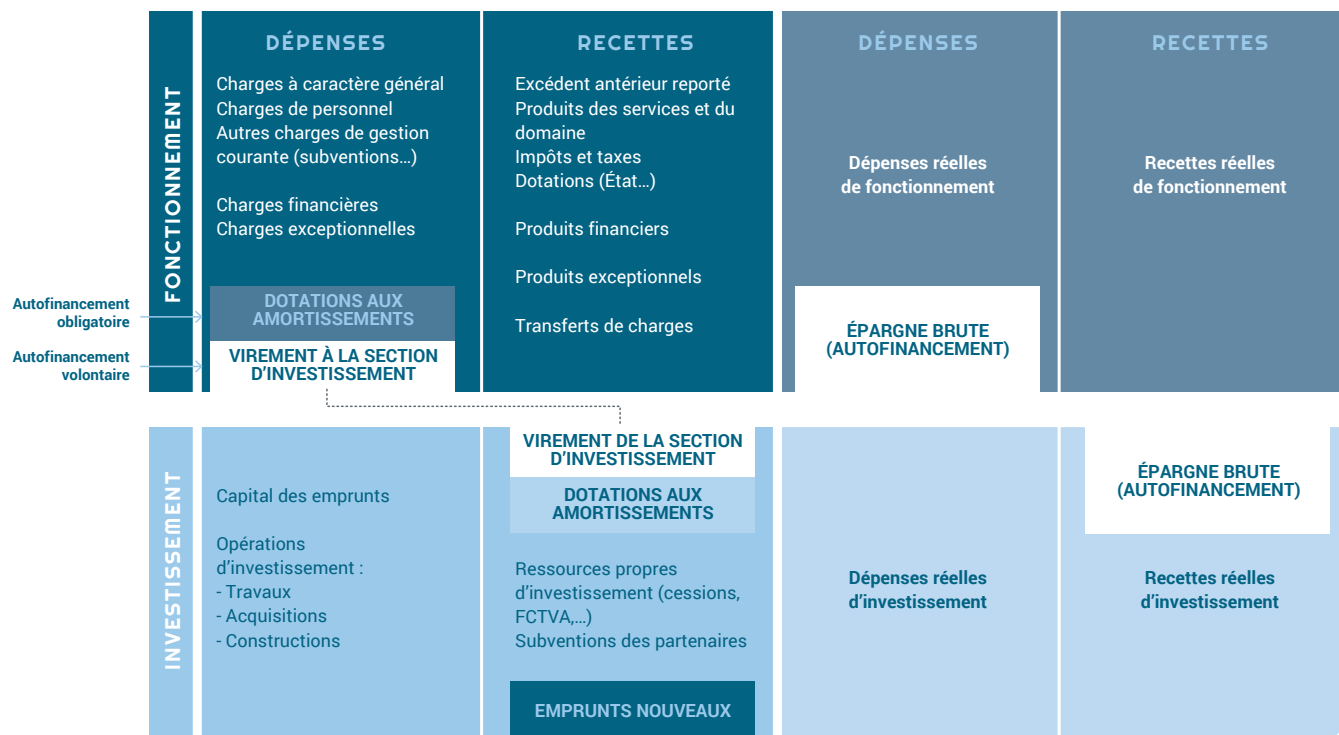 FONCTIONNEMENT
DÉPENSES
Charges à caractère général
Charges de personnel
Autres charges de gestion
courante (subventions…)
Charges financières
Charges exceptionnelles
Autofinancement
obligatoire
DOTATIONS AUX
AMORTISSEMENTS
Autofinancement
volontaire
VIREMENT À LA SECTION
D'INVESTISSEMENT
RECETTES
Excédent antérieur reporté
Produits des services et du
domaine
Impôts et taxes
Dotations (État…)
Produits financiers
Produits exceptionnels
Transferts de charges
DÉPENSES
Dépenses réelles
de fonctionnement
ÉPARGNE BRUTE
(AUTOFINANCEMENT)
RECETTES
Recettes réelles
de fonctionnement
INVESTISSEMENT
Capital des emprunts
Opérations
d'investissement :
- Travaux
- Acquisitions
- Constructions
VIREMENT DE LA SECTION
D'INVESTISSEMENT
DOTATIONS AUX
AMORTISSEMENTS
Ressources propres
d'investissement (cessions,
FCTVA,…)
Subventions des partenaires
EMPRUNTS NOUVEAUX
Dépenses réelles
d'investissement
ÉPARGNE BRUTE
(AUTOFINANCEMENT)
Recettes réelles
d'investissement